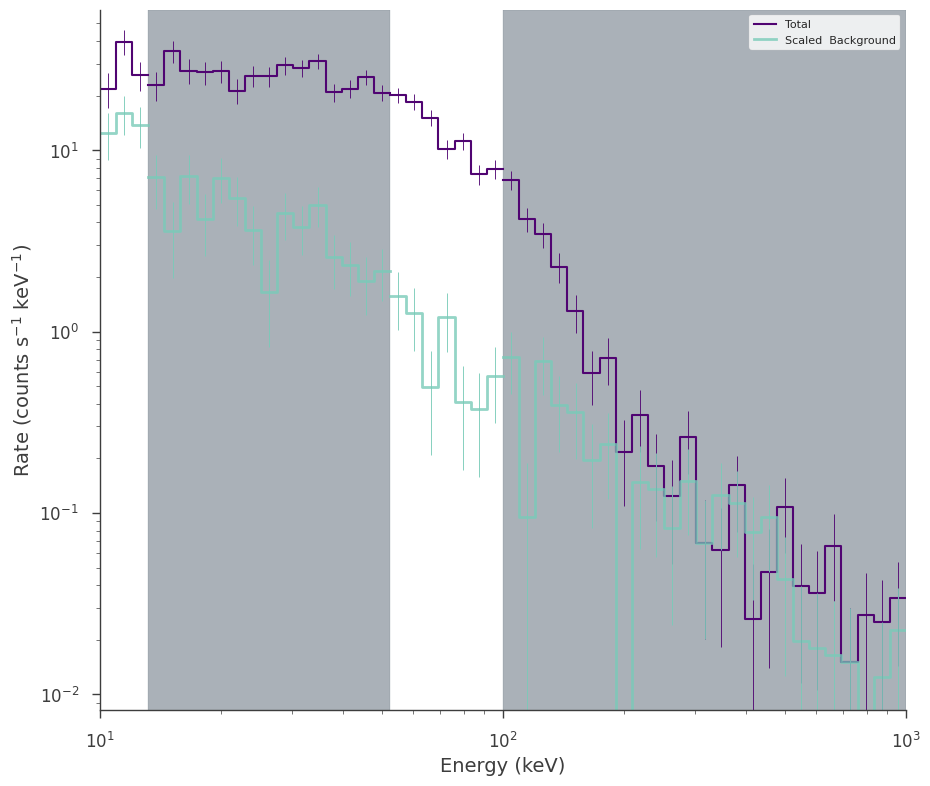 Total
Scaled Background
10¹
10⁰
10⁻¹
10⁻²
Rate (counts s⁻¹ keV⁻¹)
10¹
10²
10³
Energy (keV)